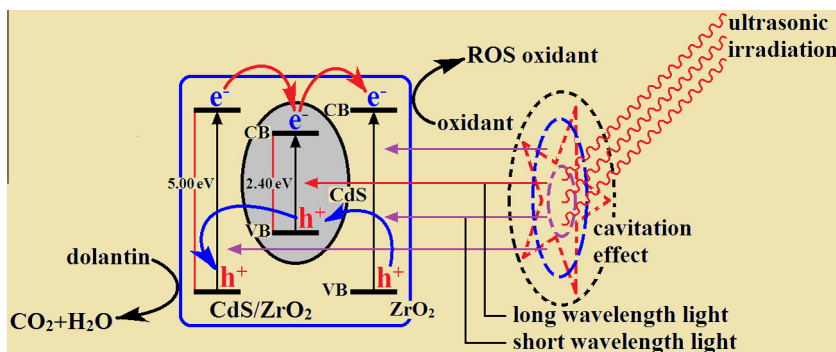 ultrasonic
irradiation
ROS oxidant
oxidant
e⁻
e⁻
e⁻
CB
CB
5.00 eV
2.40 eV
CdS
h⁺
VB
h⁺
h⁺
VB
CdS/ZrO₂
ZrO₂
dolantin
CO₂+H₂O
cavitation
effect
long wavelength light
short wavelength light